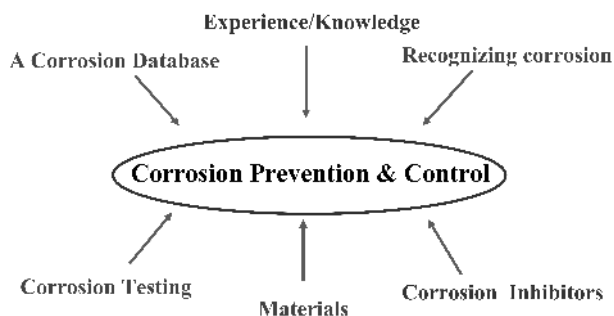 Experience/Knowledge
A Corrosion Database
Recognizing corrosion
Corrosion Prevention & Control
Corrosion Testing
Materials
Corrosion Inhibitors